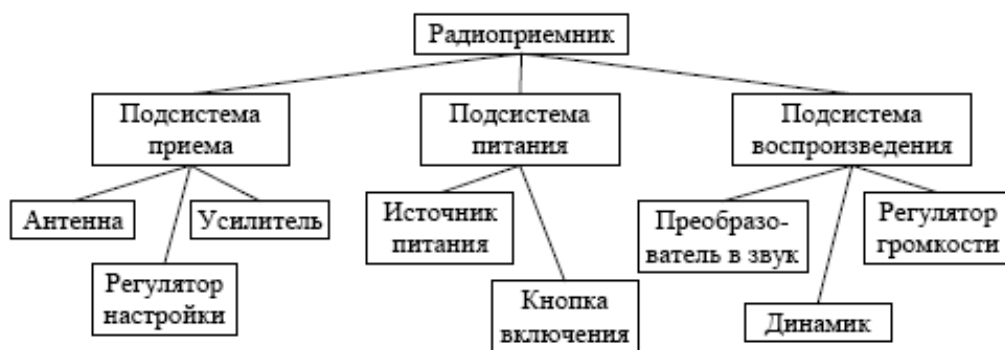 Радиоприемник
Подсистема
приема
Подсистема
питания
Подсистема
воспроизведения
Антенна
Усилитель
Регулятор
настройки
Источник
питания
Кнопка
включения
Преобразо-
ватель в звук
Динамик
Регулятор
громкости